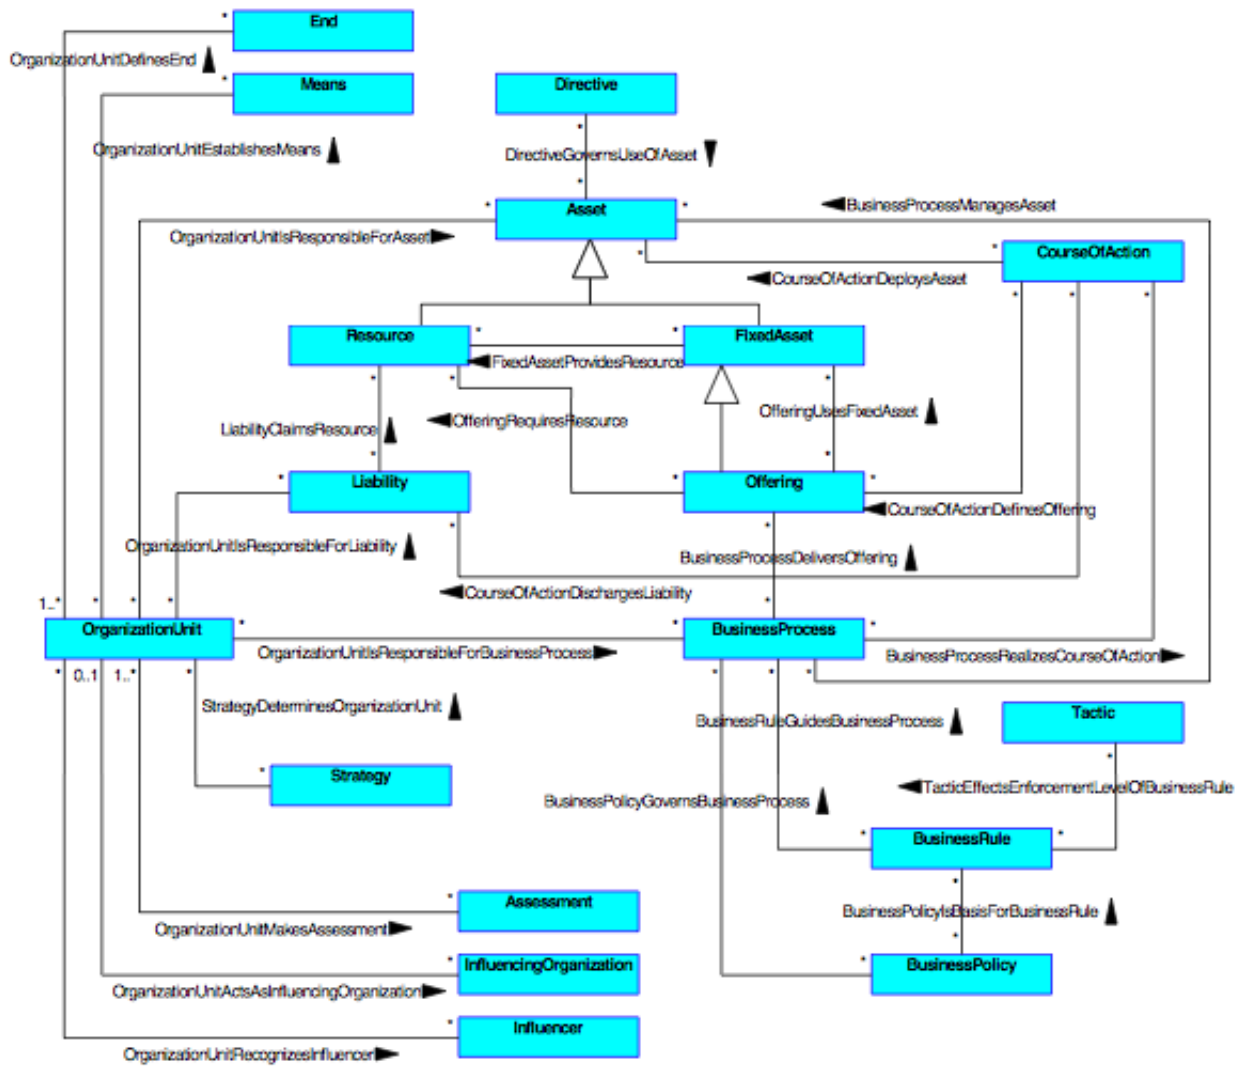 *
End
OrganizationUnitDefinesEnd
*
Means
Directive
OrganizationUnitEstablishesMeans
*
DirectiveGovernsUseOfAsset
*
*
Asset
*
BusinessProcessManagesAsset
OrganizationUnitIsResponsibleForAsset
*
*
CourseOfAction
CourseOfActionDeploysAsset
*
*
*
Resource
*
*
FixedAsset
FixedAssetProvidesResource
*
*
*
OfferingUsesFixedAsset
OfferingRequiresResource
LiabilityClaimsResource
*
*
*
Liability
*
Offering
*
CourseOfActionDefinesOffering
*
*
OrganizationUnitIsResponsibleForLiability
BusinessProcessDeliversOffering
CourseOfActionDischargesLiability
1..*
*
*
*
*
OrganizationUnit
*
BusinessProcess
*
OrganizationUnitIsResponsibleForBusinessProcess
BusinessProcessRealizesCourseOfAction
*
0..1
1..*
*
*
*
*
StrategyDeterminesOrganizationUnit
BusinessRuleGuidesBusinessProcess
Tactic
*
*
Strategy
TacticEffectsEnforcementLevelOfBusinessRule
BusinessPolicyGovernsBusinessProcess
*
BusinessRule
*
*
*
Assessment
BusinessPolicyIsBasisForBusinessRule
OrganizationUnitMakesAssessment
*
*
InfluencingOrganization
*
BusinessPolicy
OrganizationUnitActsAsInfluencingOrganization
*
Influencer
OrganizationUnitRecognizesInfluencer